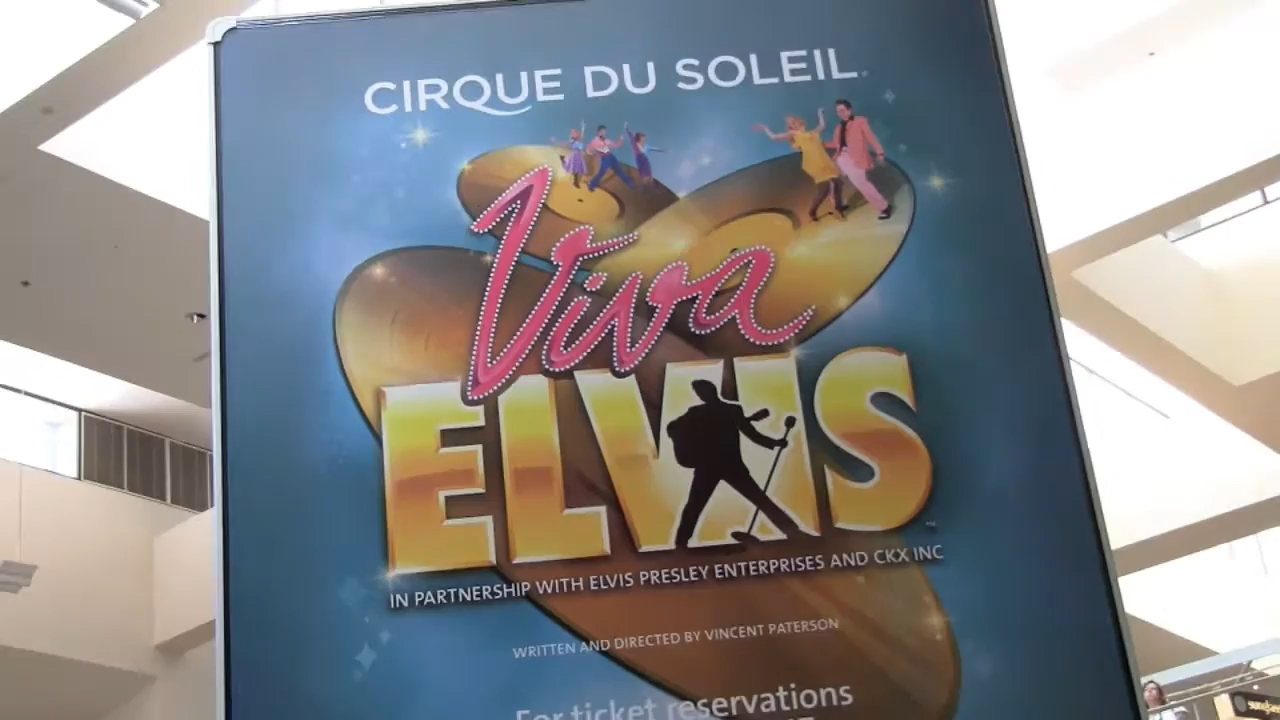 CIRQUE DU SOLEIL
Viva
ELVIS
IN PARTNERSHIP WITH ELVIS PRESLEY ENTERPRISES AND CKX INC
WRITTEN AND DIRECTED BY VINCENT PATERSON
For ticket reservations